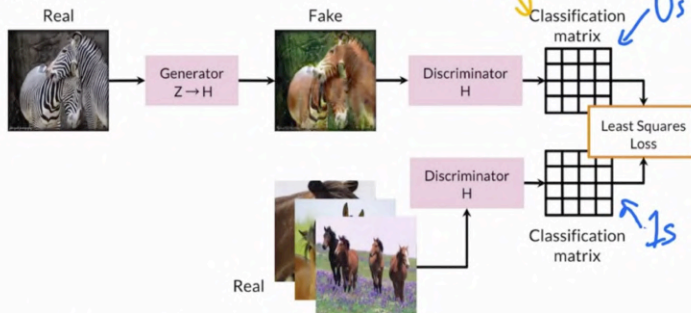 Real
Fake
Classification
matrix
0s
Generator
Z → H
Discriminator
H
Least Squares
Loss
Discriminator
H
Real
Classification
matrix
1s